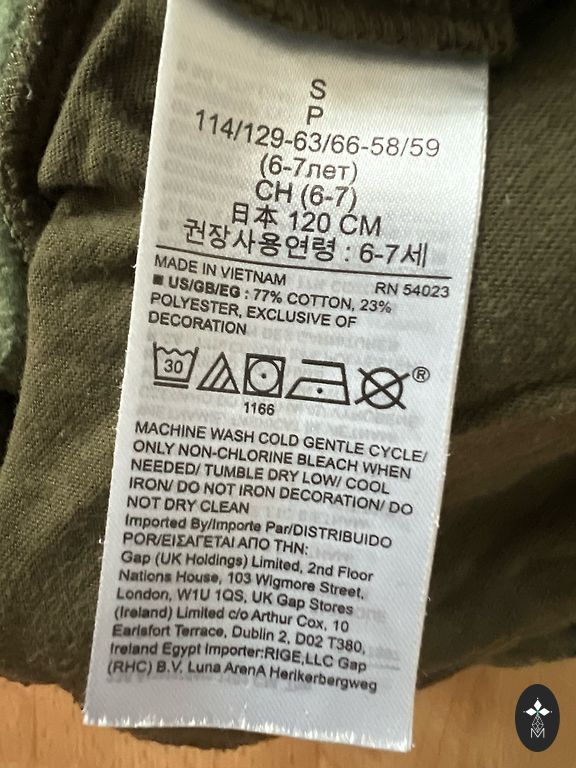 S
P
114/129-63/66-58/59
(6-7лет)
CH (6-7)
日本 120 CM
권장사용연령 : 6-7세
MADE IN VIETNAM RN 54023
■ US/GB/EG : 77% COTTON, 23%
POLYESTER, EXCLUSIVE OF
DECORATION
30 ®
1166
MACHINE WASH COLD GENTLE CYCLE/
ONLY NON-CHLORINE BLEACH WHEN
NEEDED/ TUMBLE DRY LOW/ COOL
IRON/ DO NOT IRON DECORATION/ DO
NOT DRY CLEAN
Imported By/Importe Par/DISTRIBUIDO
POR/ΕΙΣΑΓΕΤΑΙ ΑΠΟ ΤΗΝ:
Gap (UK Holdings) Limited, 2nd Floor
Nations House, 103 Wigmore Street,
London, W1U 1QS, UK Gap Stores
(Ireland) Limited c/o Arthur Cox, 10
Earlsfort Terrace, Dublin 2, D02 T380,
Ireland Egypt Importer:RIGE,LLC Gap
(RHC) B.V. Luna ArenA Herikerbergweg
M